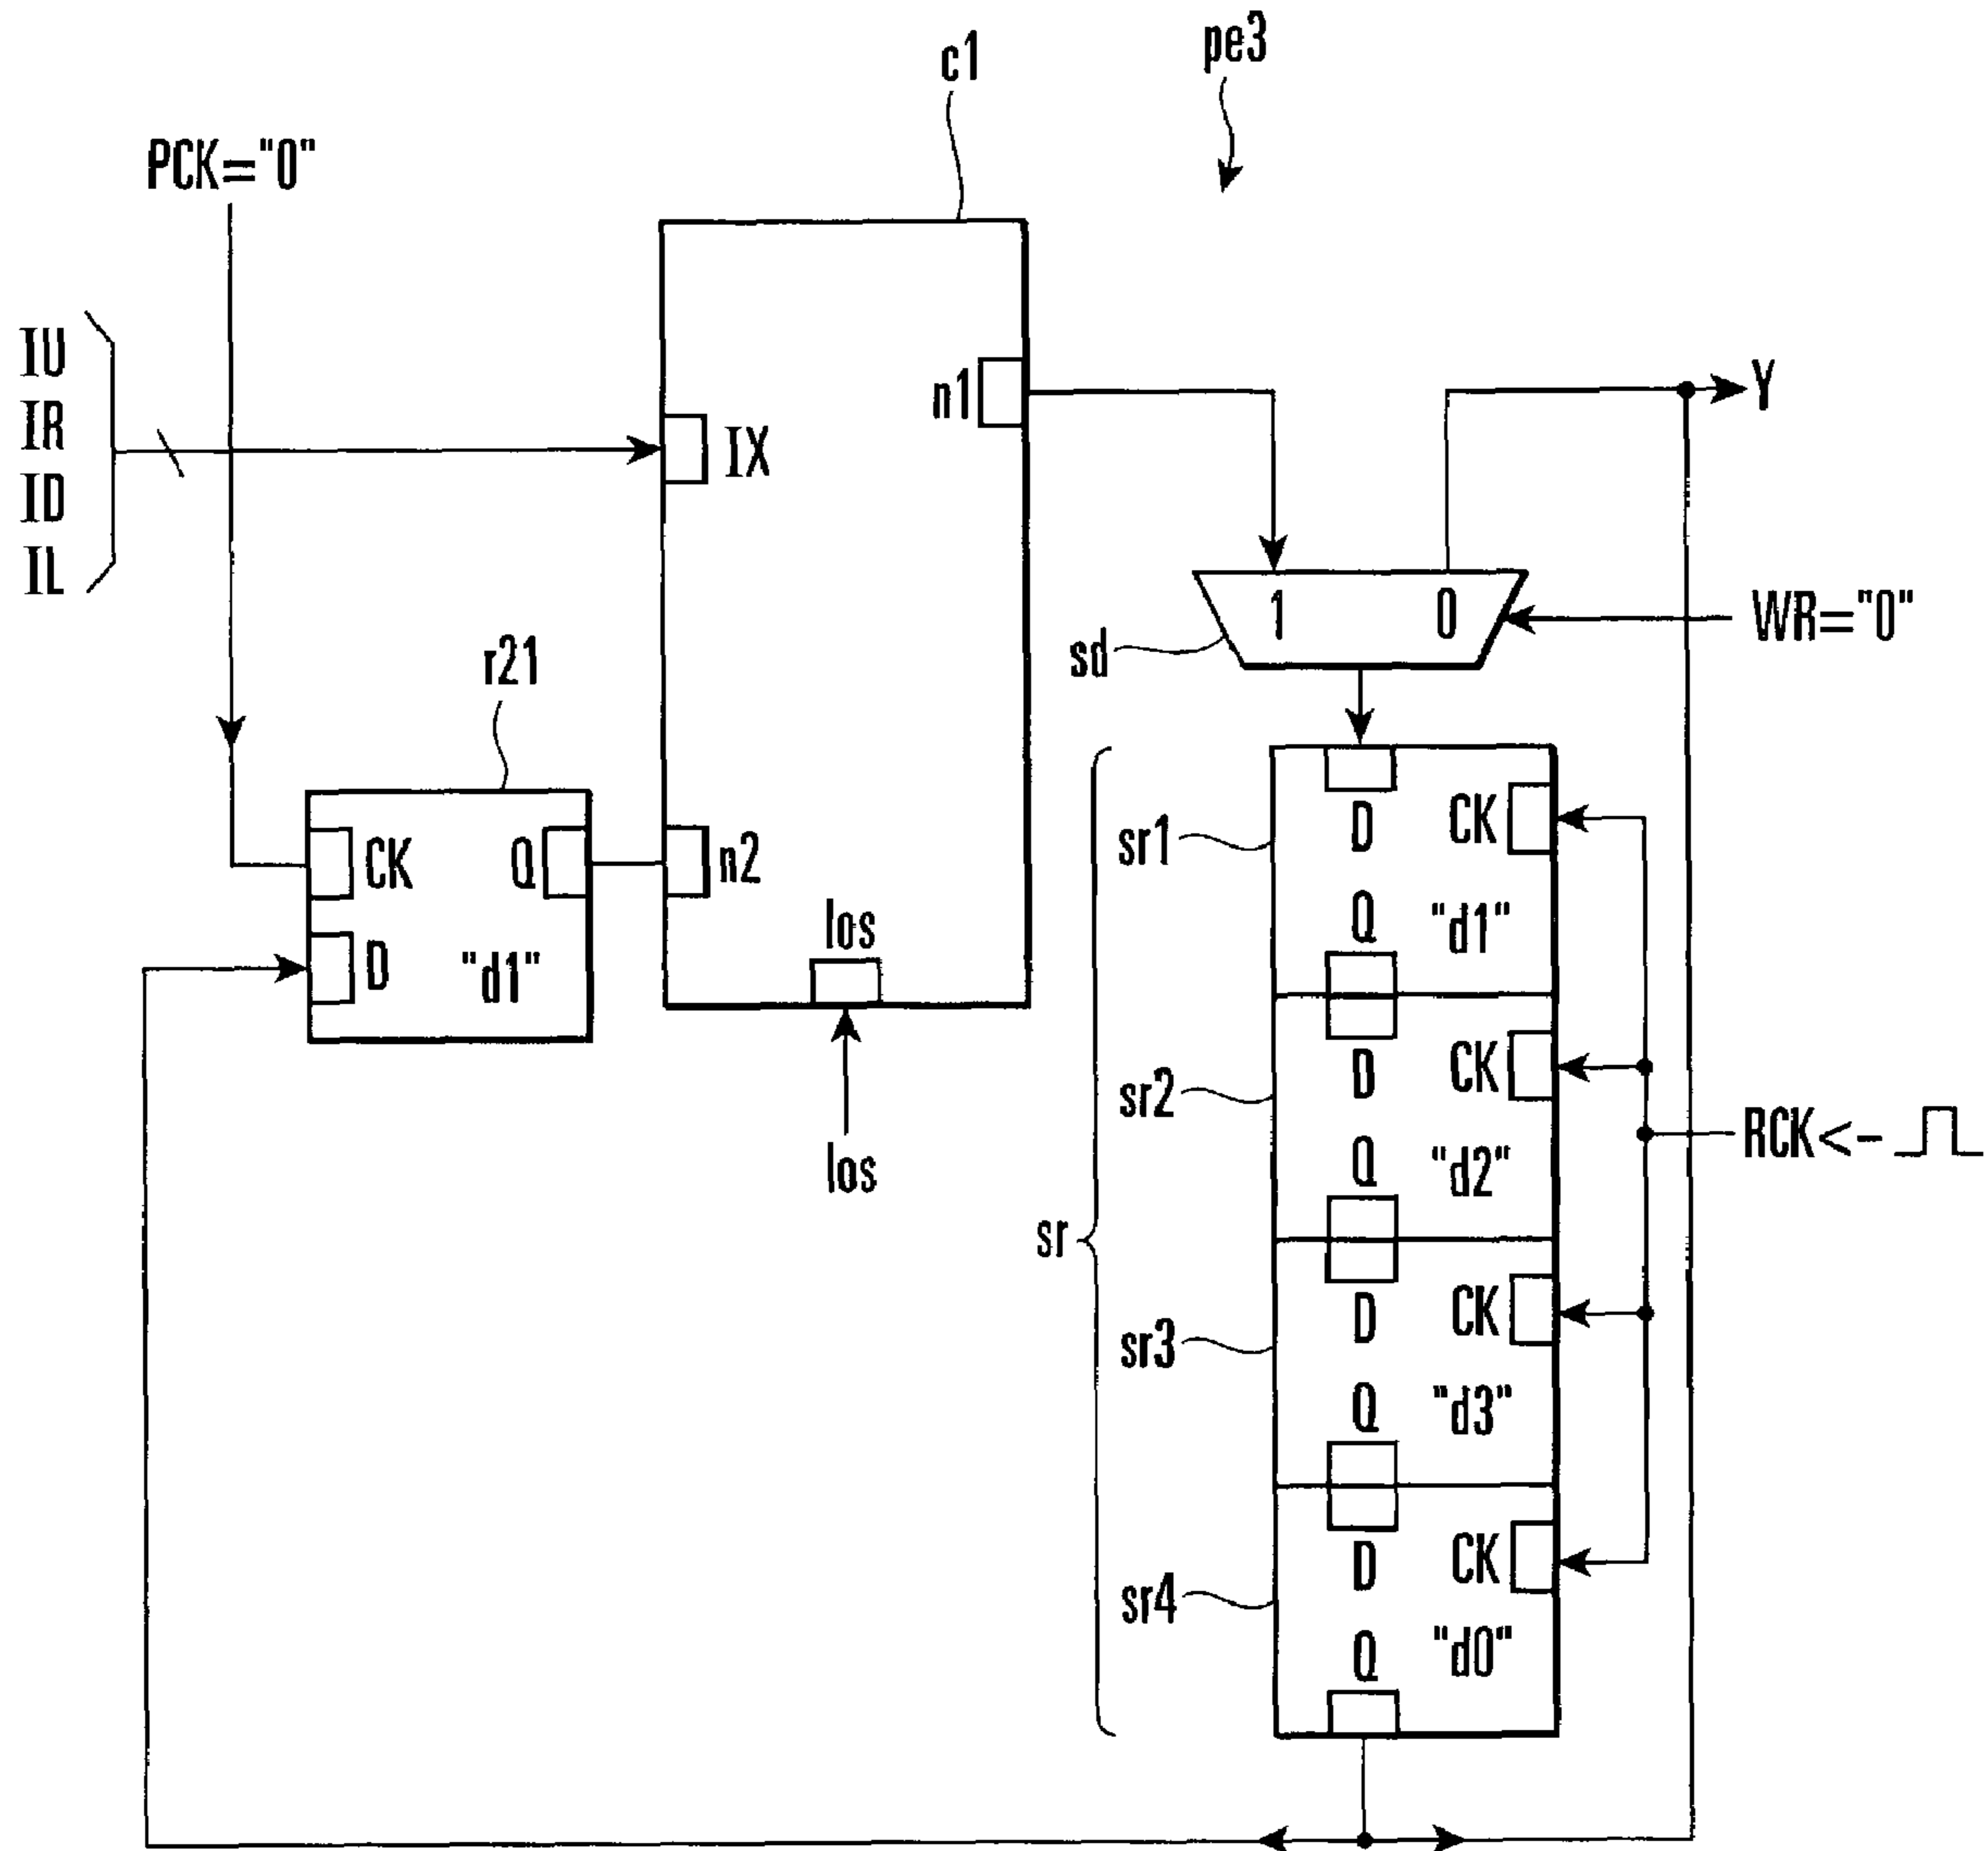 c1
pe3
PCK="0"
IU
IR
ID
IL
IX
n1
Y
1
0
WR="0"
sd
r21
CK
Q
D
"d1"
n2
los
los
sr
sr1
D
CK
Q
"d1"
sr2
D
CK
Q
"d2"
RCK<-
sr3
D
CK
Q
"d3"
sr4
D
CK
Q
"d0"